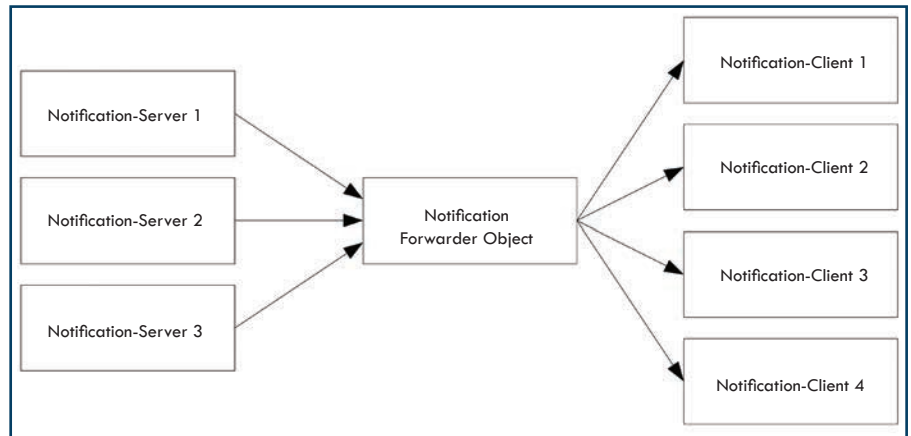 Notification-Server 1
Notification-Server 2
Notification-Server 3
Notification
Forwarder Object
Notification-Client 1
Notification-Client 2
Notification-Client 3
Notification-Client 4